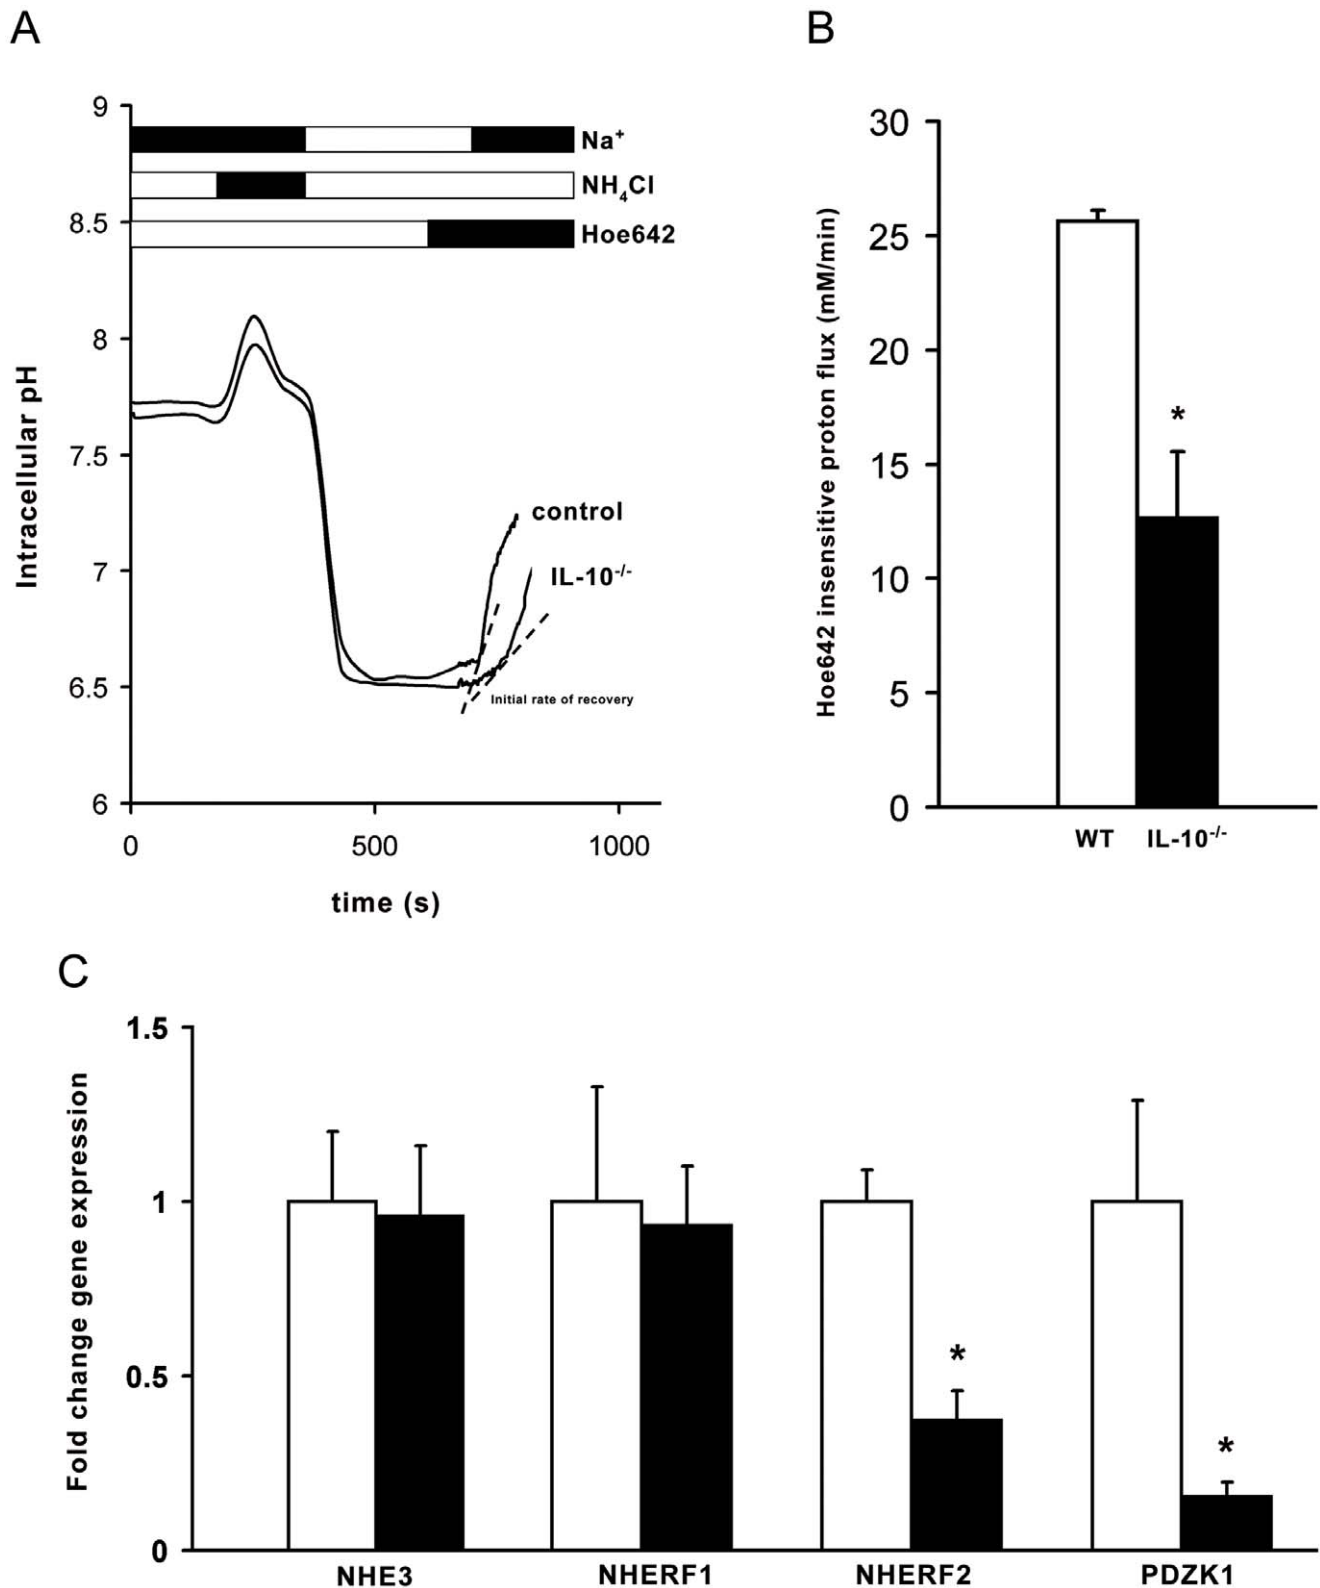 A
9
8.5
8
7.5
7
6.5
6
Intracellular pH
Na⁺
NH₄Cl
Hoe642
control
IL-10⁻/⁻
Initial rate of recovery
0 500 1000
time (s)
B
30
25
20
15
10
5
0
Hoe642 insensitive proton flux (mM/min)
*
WT IL-10⁻/⁻
C
1.5
1
0.5
0
Fold change gene expression
*
*
NHE3 NHERF1 NHERF2 PDZK1